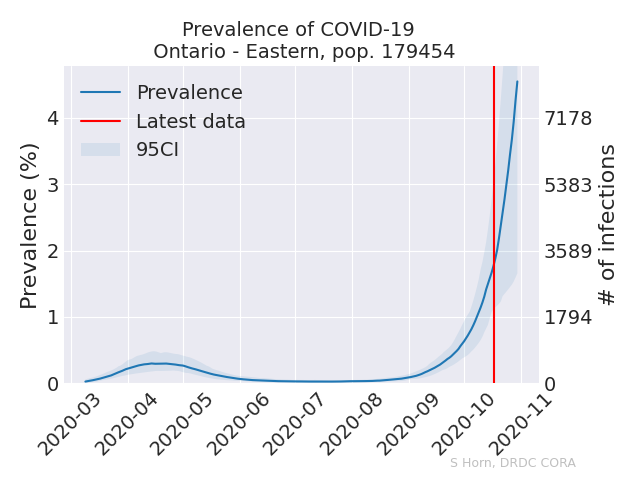 Prevalence of COVID-19
Ontario - Eastern, pop. 179454
Prevalence
Latest data
95CI
Prevalence (%)
4
3
2
1
0
7178
5383
3589
1794
0
# of infections
2020-03
2020-04
2020-05
2020-06
2020-07
2020-08
2020-09
2020-10
2020-11
S Horn, DRDC CORA